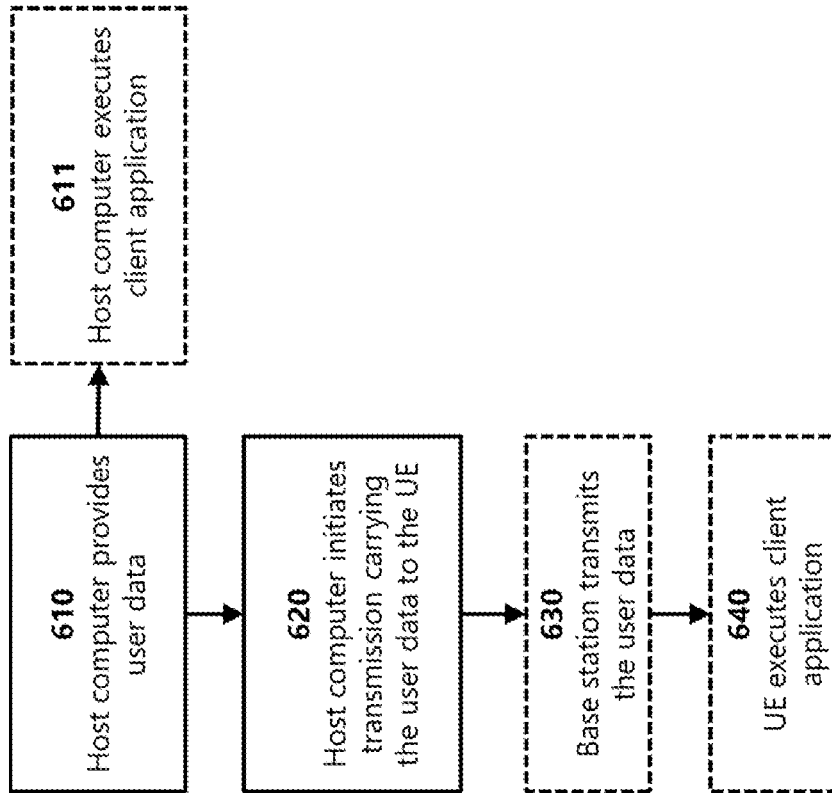 610
Host computer provides
user data
611
Host computer executes
client application
620
Host computer initiates
transmission carrying
the user data to the UE
630
Base station transmits
the user data
640
UE executes client
application